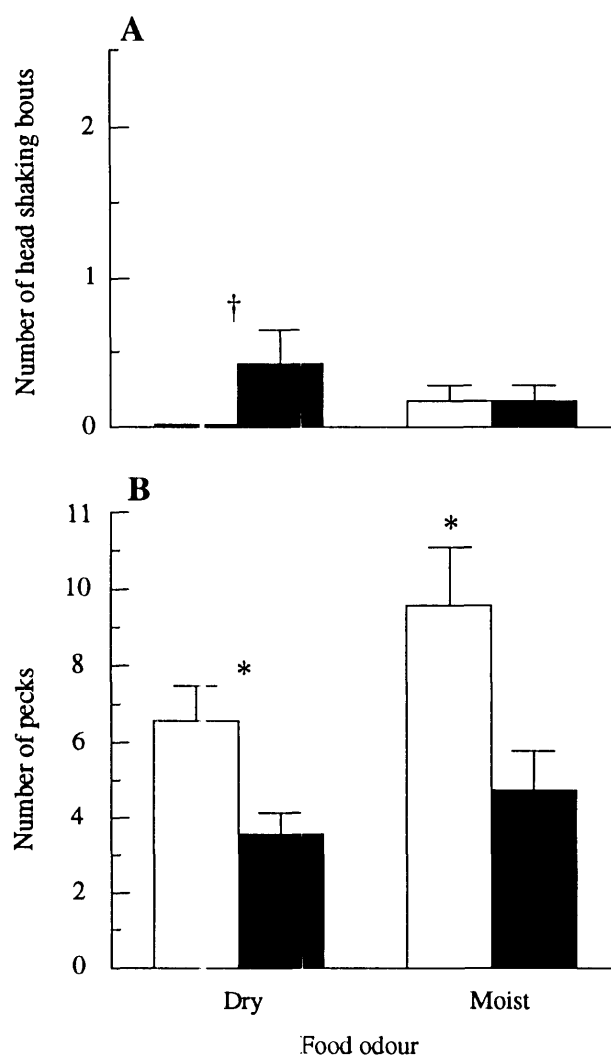 A
Number of head shaking bouts
2
1
0
†
B
Number of pecks
11
10
8
6
4
2
0
*
*
Dry
Moist
Food odour